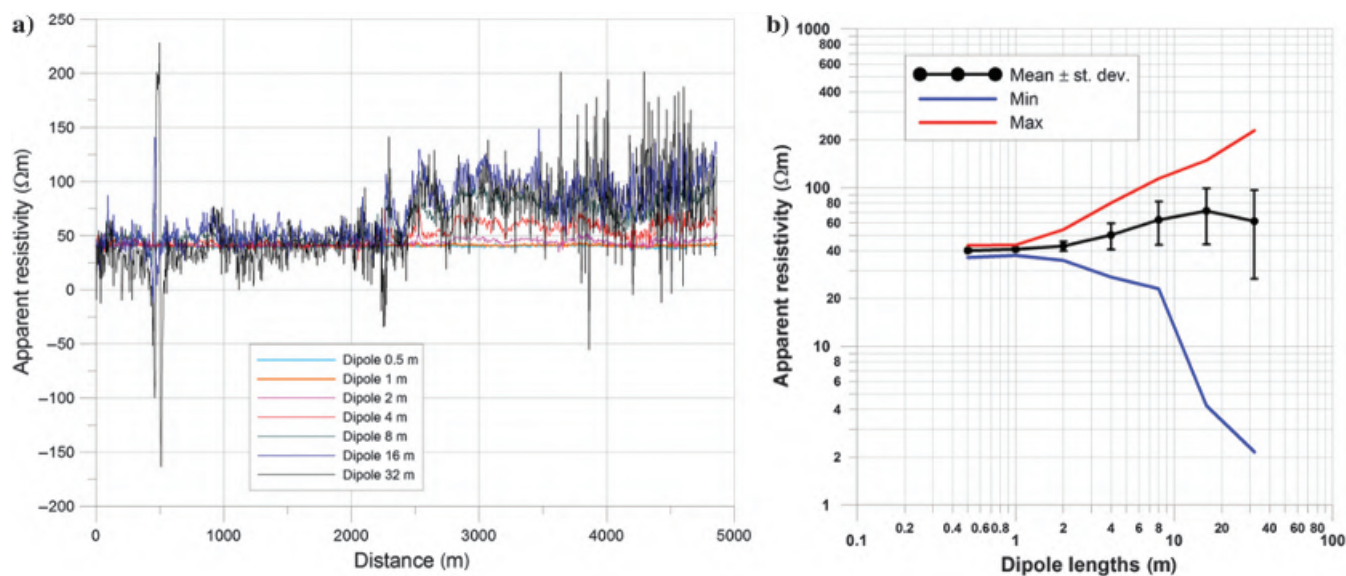 a)
250
200
150
100
50
0
−50
−100
−150
−200
Apparent resistivity (Ωm)
Dipole 0.5 m
Dipole 1 m
Dipole 2 m
Dipole 4 m
Dipole 8 m
Dipole 16 m
Dipole 32 m
0 1000 2000 3000 4000 5000
Distance (m)
b)
1000
800
600
400
200
100
80
60
40
20
10
8
6
4
2
1
Apparent resistivity (Ωm)
Mean ± st. dev.
Min
Max
0.2 0.4 0.6 0.8 2 4 6 8 20 40 60 80
0.1 1 10 100
Dipole lengths (m)